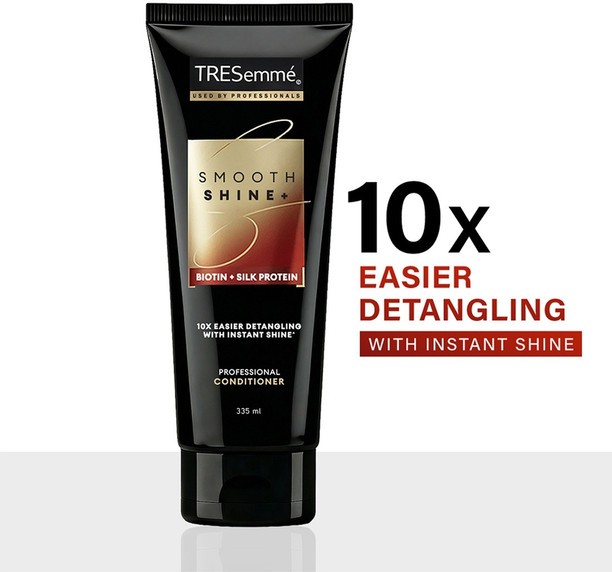 TRESemmé
USED BY PROFESSIONALS
SMOOTH
SHINE+
BIOTIN + SILK PROTEIN
10X EASIER DETANGLING
WITH INSTANT SHINE*
PROFESSIONAL
CONDITIONER
335 ml
10x
EASIER
DETANGLING
WITH INSTANT SHINE